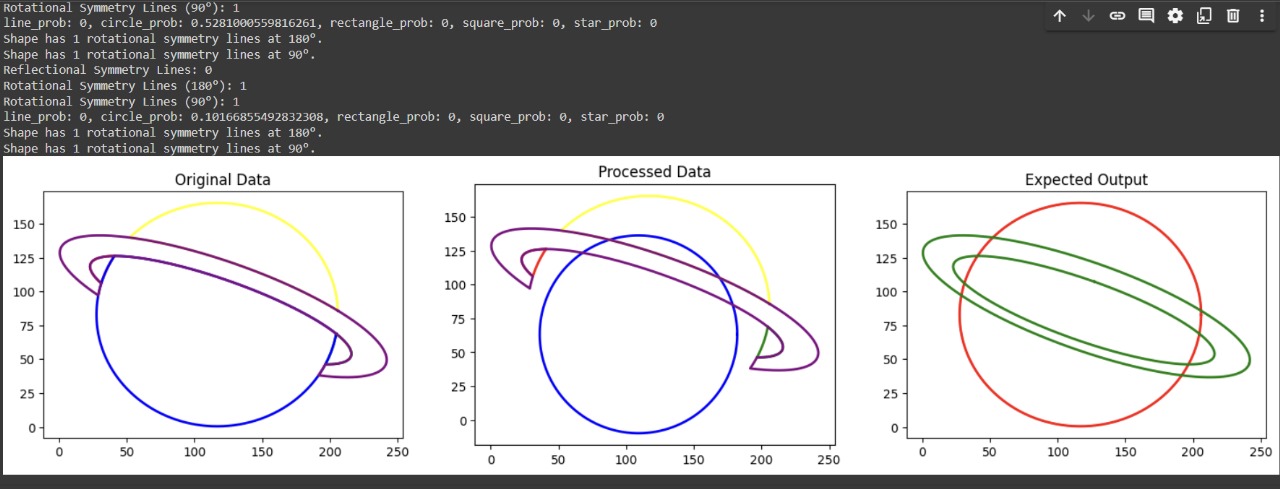 Rotational Symmetry Lines (90°): 1
line_prob: 0, circle_prob: 0.5281000559816261, rectangle_prob: 0, square_prob: 0, star_prob: 0
Shape has 1 rotational symmetry lines at 180°.
Shape has 1 rotational symmetry lines at 90°.
Reflectional Symmetry Lines: 0
Rotational Symmetry Lines (180°): 1
Rotational Symmetry Lines (90°): 1
line_prob: 0, circle_prob: 0.10166855492832308, rectangle_prob: 0, square_prob: 0, star_prob: 0
Shape has 1 rotational symmetry lines at 180°.
Shape has 1 rotational symmetry lines at 90°.
Original Data
150
125
100
75
50
25
0
0 50 100 150 200 250
Processed Data
150
125
100
75
50
25
0
0 50 100 150 200 250
Expected Output
150
125
100
75
50
25
0
0 50 100 150 200 250